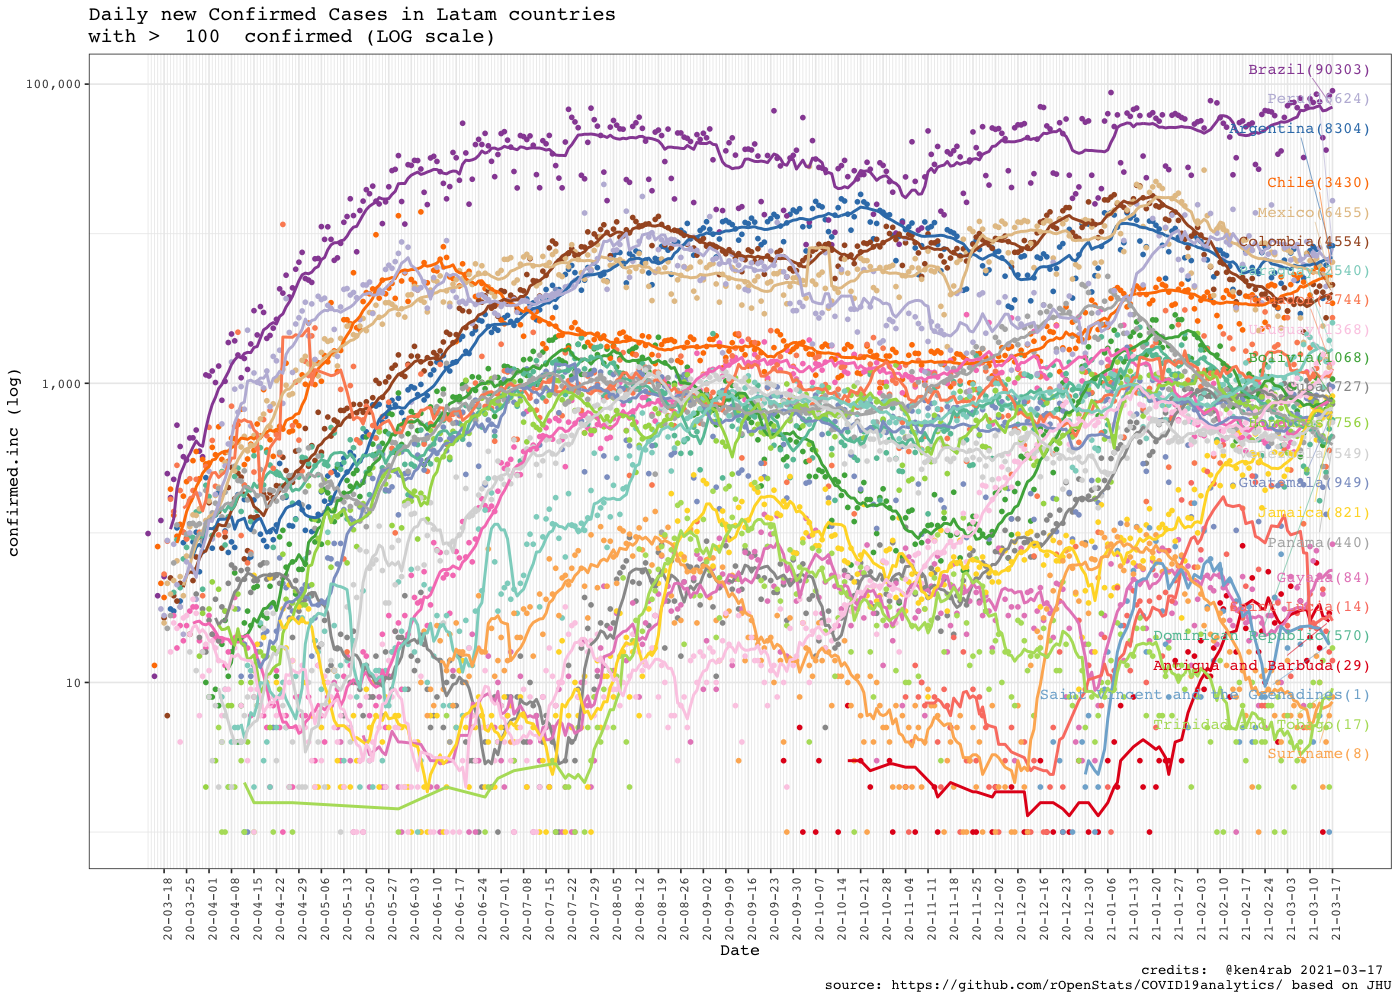 Daily new Confirmed Cases in Latam countries
with >  100  confirmed (LOG scale)
100,000
1,000
10
confirmed.inc (log)
Brazil(90303)
Argentina(8304)
Chile(3430)
Mexico(6455)
Colombia(4554)
Bolivia(1068)
Cuba(727)
Guatemala(949)
Jamaica(821)
Panama(440)
Guyana(84)
Saint Lucia(14)
Dominican Republic(570)
Antigua and Barbuda(29)
Saint Vincent and the Grenadines(1)
Trinidad and Tobago(17)
Suriname(8)
20-03-18
20-03-25
20-04-01
20-04-08
20-04-15
20-04-22
20-04-29
20-05-06
20-05-13
20-05-20
20-05-27
20-06-03
20-06-10
20-06-17
20-06-24
20-07-01
20-07-08
20-07-15
20-07-22
20-07-29
20-08-05
20-08-12
20-08-19
20-08-26
20-09-02
20-09-09
20-09-16
20-09-23
20-09-30
20-10-07
20-10-14
20-10-21
20-10-28
20-11-04
20-11-11
20-11-18
20-11-25
20-12-02
20-12-09
20-12-16
20-12-23
20-12-30
21-01-06
21-01-13
21-01-20
21-01-27
21-02-03
21-02-10
21-02-17
21-02-24
21-03-03
21-03-10
21-03-17
Date
credits:  @ken4rab 2021-03-17
source: https://github.com/rOpenStats/COVID19analytics/ based on JHU